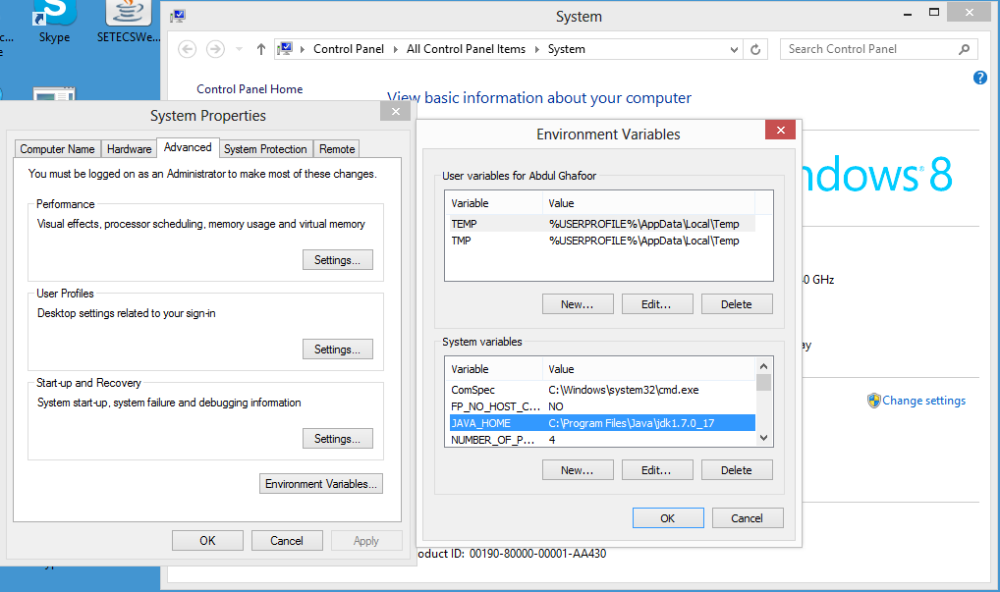 Skype
SETECSWe...
System
Control Panel
All Control Panel Items
System
Search Control Panel
Control Panel Home
View basic information about your computer
ndows 8
40 GHz
Change settings
oduct ID: 00190-80000-00001-AA430
System Properties
Computer Name
Hardware
Advanced
System Protection
Remote
You must be logged on as an Administrator to make most of these changes.
Performance
Visual effects, processor scheduling, memory usage and virtual memory
Settings...
User Profiles
Desktop settings related to your sign-in
Settings...
Start-up and Recovery
System start-up, system failure and debugging information
Settings...
Environment Variables...
OK
Cancel
Apply
Environment Variables
User variables for Abdul Ghafoor
Variable Value
TEMP %USERPROFILE%\AppData\Local\Temp
TMP %USERPROFILE%\AppData\Local\Temp
New...
Edit...
Delete
System variables
Variable Value
ComSpec C:\Windows\system32\cmd.exe
FP_NO_HOST_C... NO
JAVA_HOME C:\Program Files\Java\jdk1.7.0_17
NUMBER_OF_P... 4
New...
Edit...
Delete
OK
Cancel